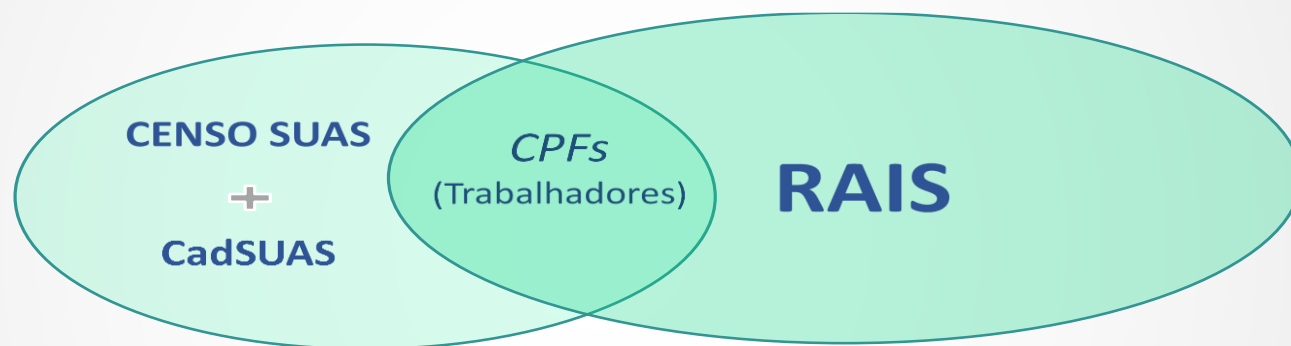 CENSO SUAS
+
CadSUAS
CPFs
(Trabalhadores)
RAIS